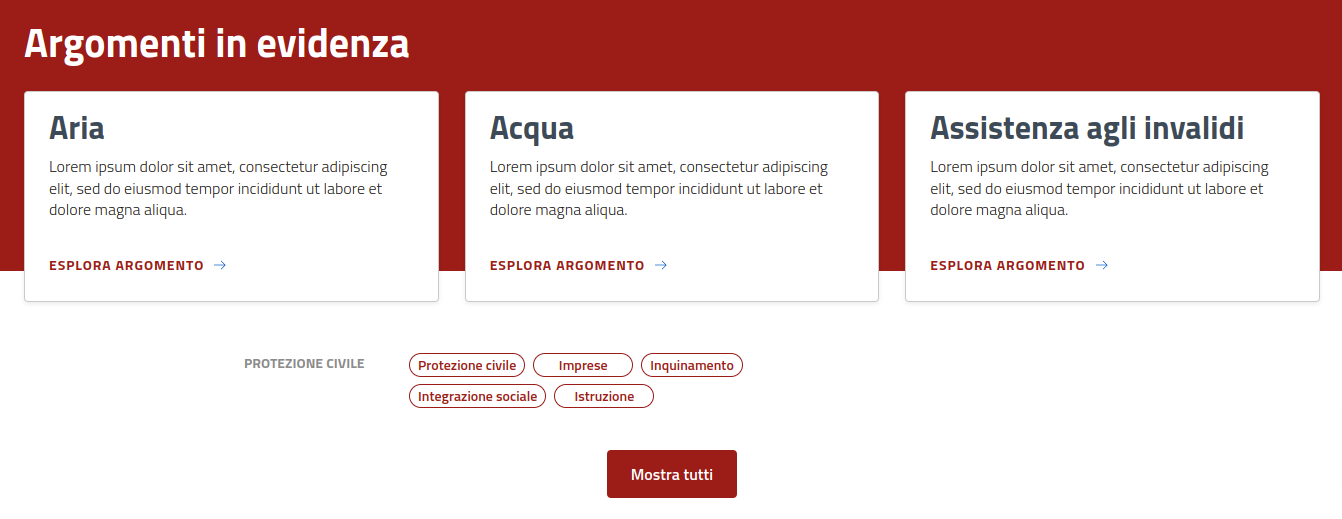 Argomenti in evidenza
Aria
Lorem ipsum dolor sit amet, consectetur adipiscing
elit, sed do eiusmod tempor incididunt ut labore et
dolore magna aliqua.
ESPLORA ARGOMENTO
Acqua
Lorem ipsum dolor sit amet, consectetur adipiscing
elit, sed do eiusmod tempor incididunt ut labore et
dolore magna aliqua.
ESPLORA ARGOMENTO
Assistenza agli invalidi
Lorem ipsum dolor sit amet, consectetur adipiscing
elit, sed do eiusmod tempor incididunt ut labore et
dolore magna aliqua.
ESPLORA ARGOMENTO
PROTEZIONE CIVILE
Protezione civile Imprese Inquinamento
Integrazione sociale Istruzione
Mostra tutti